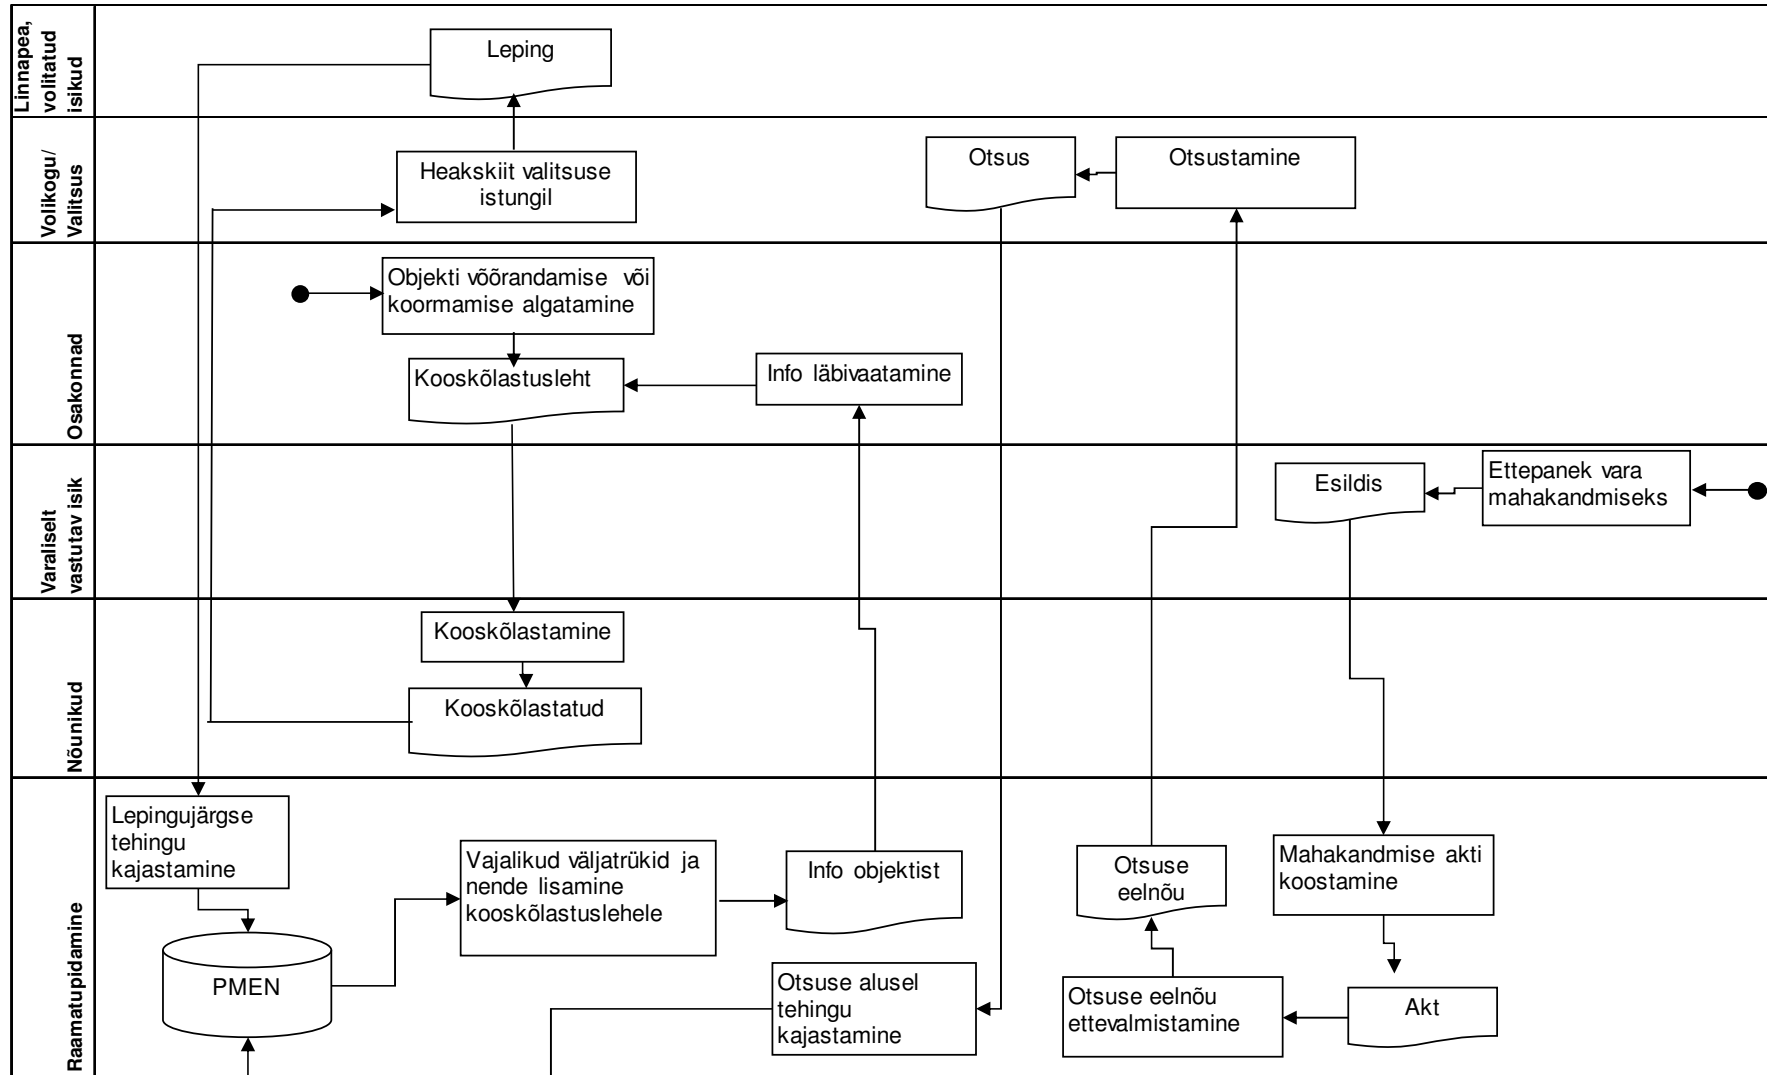 Linnapea,
volitatud
isikud
Leping
Volikogu/
Valitsus
Heakskiit valitsuse
istungil
Otsus
Otsustamine
Osakonnad
Objekti võõrandamise või
koormamise algatamine
Kooskõlastusleht
Info läbivaatamine
Varaliselt
vastutav isik
Esildis
Ettepanek vara
mahakandmiseks
Nõunikud
Kooskõlastamine
Kooskõlastatud
Raamatupidamine
Lepingujärgse
tehingu
kajastamine
PMEN
Vajalikud väljatrükid ja
nende lisamine
kooskõlastuslehele
Info objektist
Otsuse alusel
tehingu
kajastamine
Otsuse
eelnõu
Otsuse eelnõu
ettevalmistamine
Mahakandmise akti
koostamine
Akt